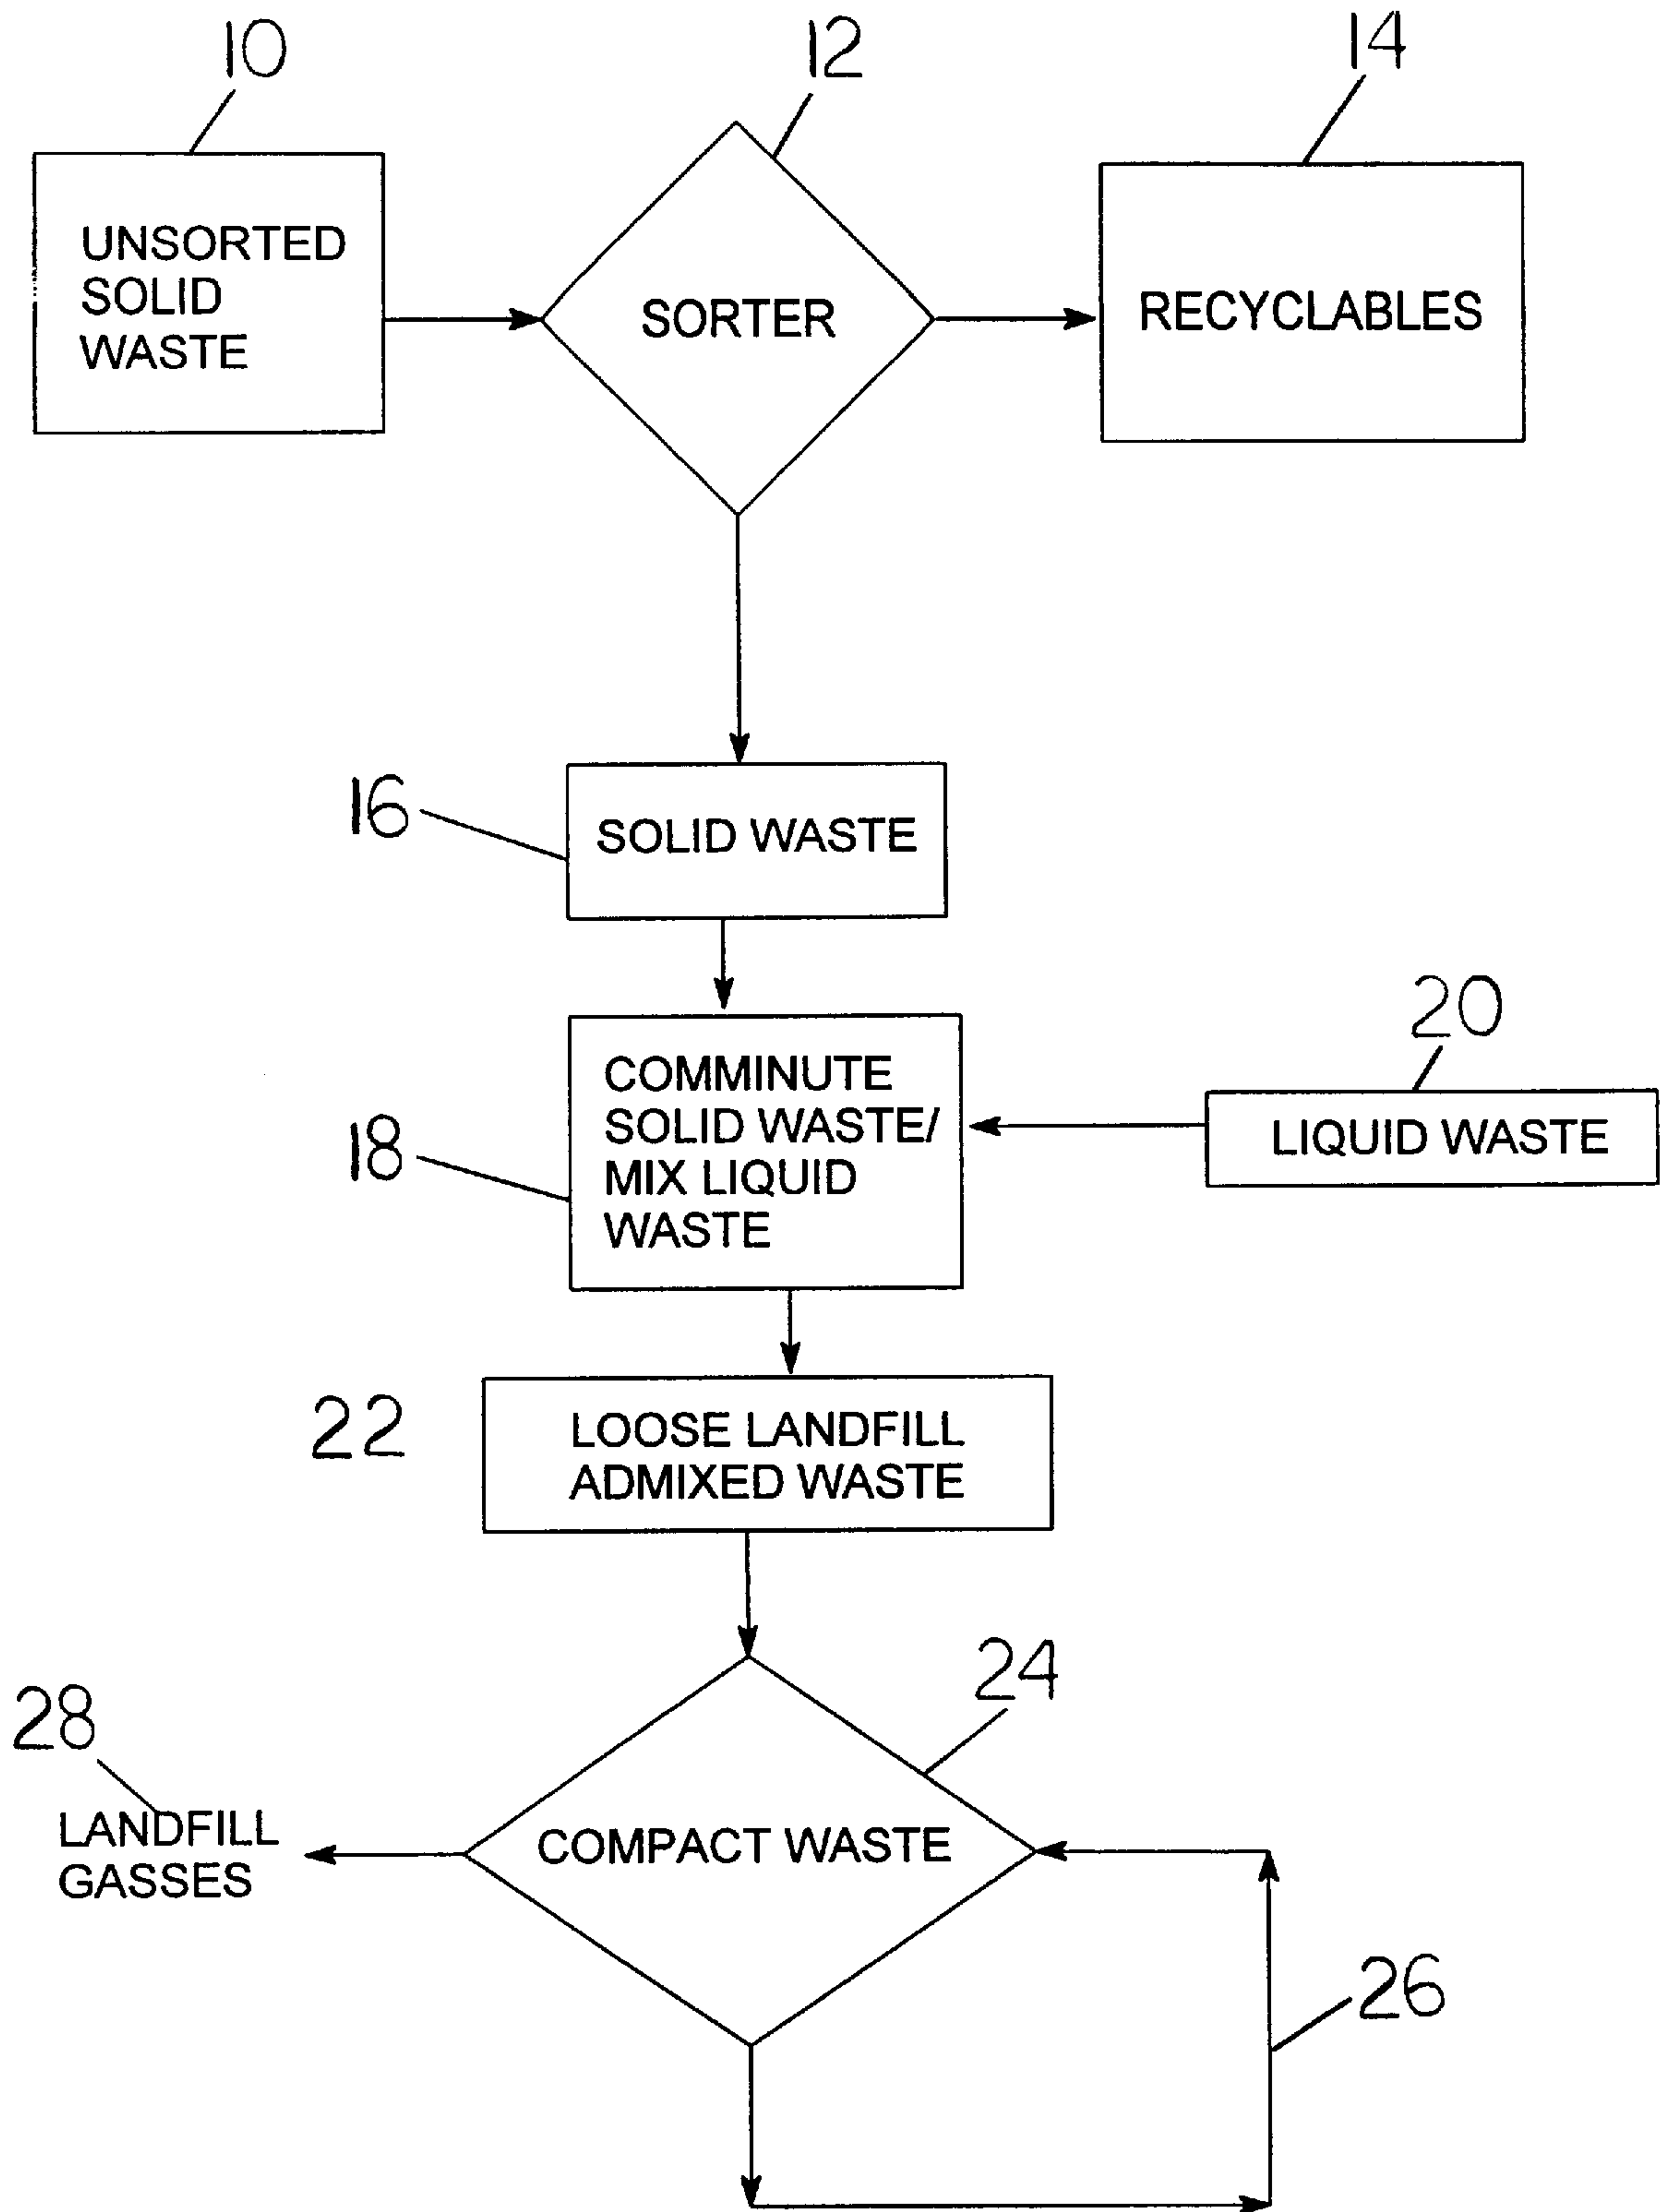 10
12
14
UNSORTED
SOLID
WASTE
SORTER
RECYCLABLES
16
SOLID WASTE
18
COMMINUTE
SOLID WASTE/
MIX LIQUID
WASTE
20
LIQUID WASTE
22
LOOSE LANDFILL
ADMIXED WASTE
24
28
LANDFILL
GASSES
COMPACT WASTE
26